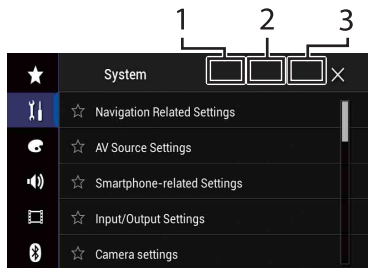 1 2 3
System
Navigation Related Settings
AV Source Settings
Smartphone-related Settings
Input/Output Settings
Camera settings